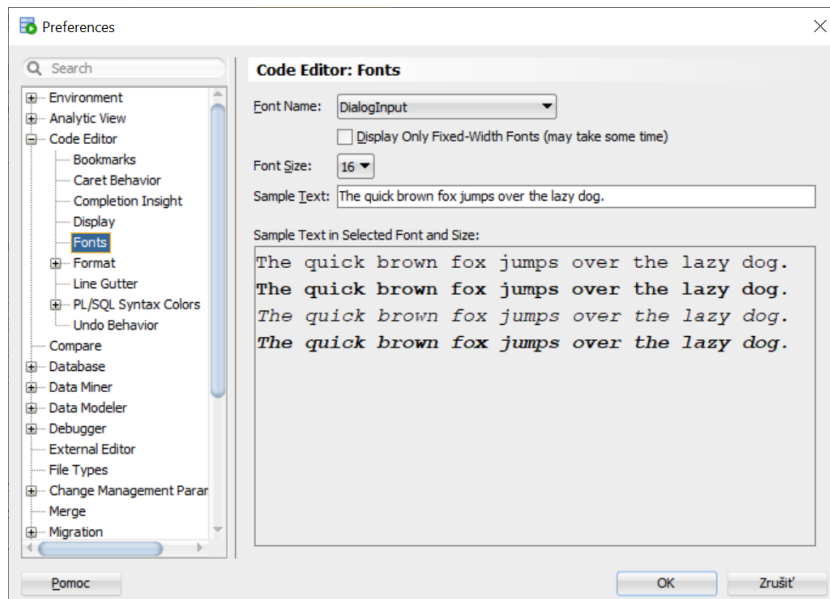 Preferences
Search
Environment
Analytic View
Code Editor
Bookmarks
Caret Behavior
Completion Insight
Display
Fonts
Format
Line Gutter
PL/SQL Syntax Colors
Undo Behavior
Compare
Database
Data Miner
Data Modeler
Debugger
External Editor
File Types
Change Management Parar
Merge
Migration
Code Editor: Fonts
Font Name: DialogInput
Display Only Fixed-Width Fonts (may take some time)
Font Size: 16
Sample Text: The quick brown fox jumps over the lazy dog.
Sample Text in Selected Font and Size:
The quick brown fox jumps over the lazy dog.
The quick brown fox jumps over the lazy dog.
The quick brown fox jumps over the lazy dog.
The quick brown fox jumps over the lazy dog.
Pomoc OK Zrušiť